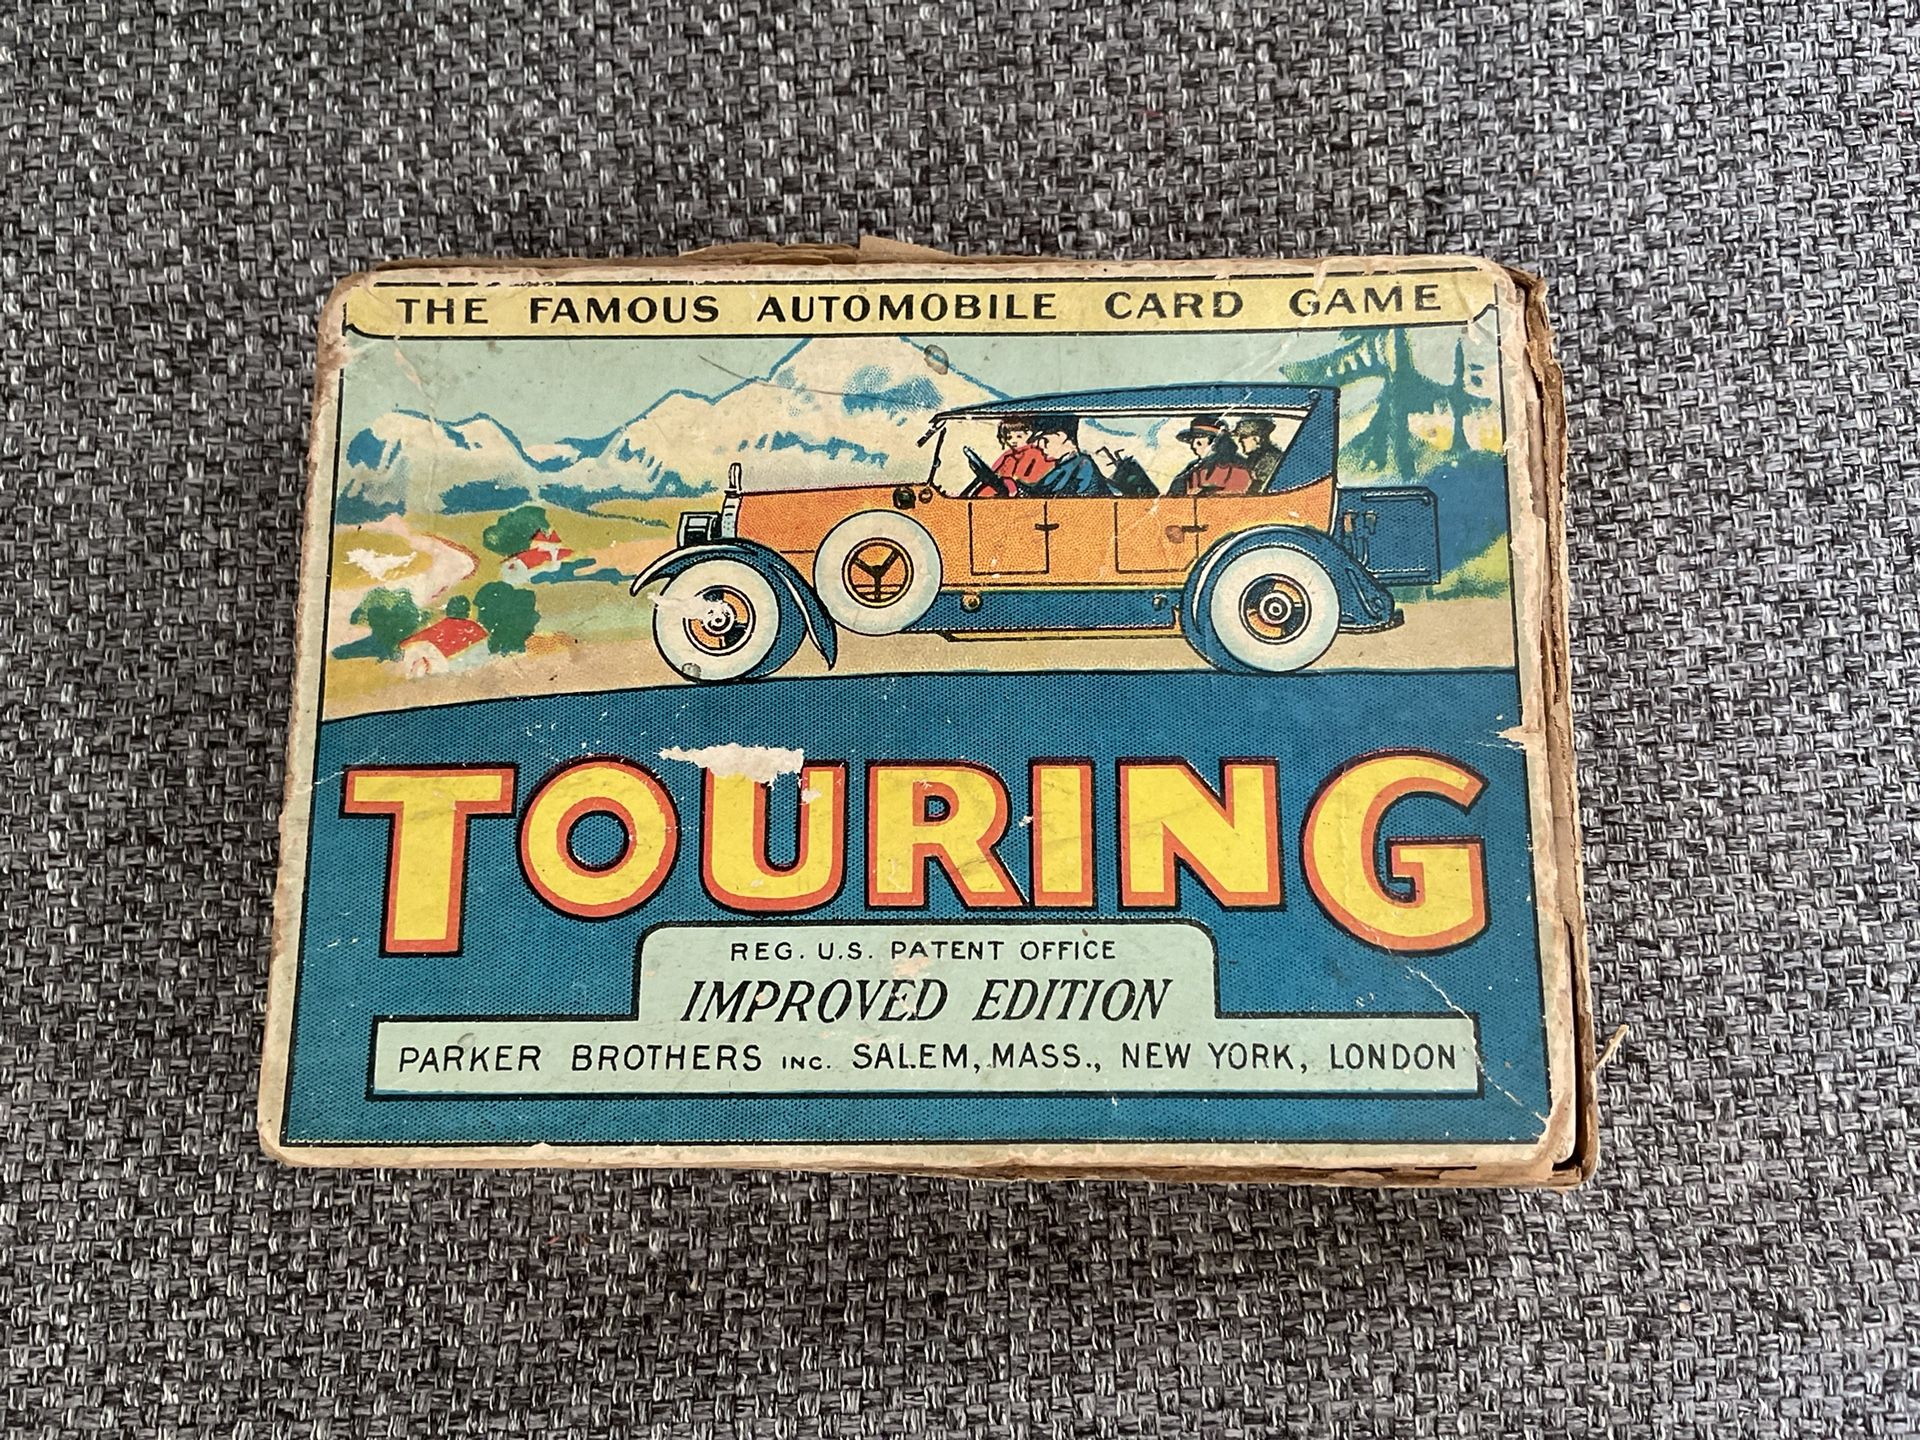 THE FAMOUS AUTOMOBILE CARD GAME
TOURING
REG. U.S. PATENT OFFICE
IMPROVED EDITION
PARKER BROTHERS INC. SALEM, MASS., NEW YORK, LONDON